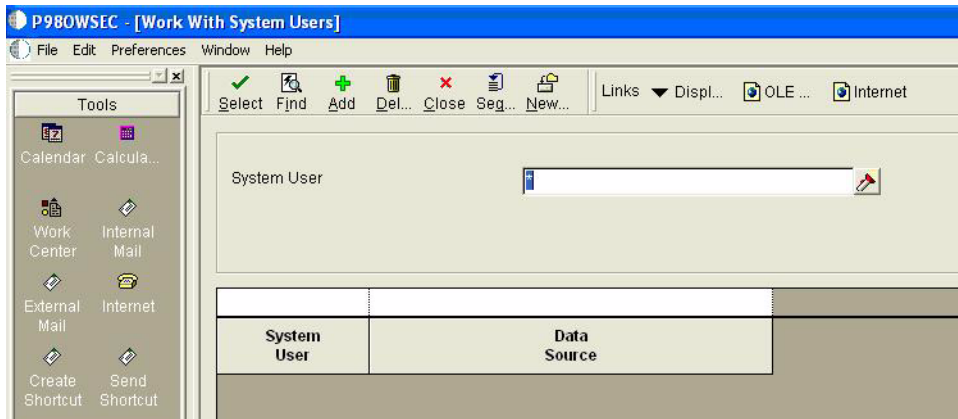 P98OWSEC - [Work With System Users]
File Edit Preferences Window Help
Tools
Select Find Add Del... Close Seq... New... Links Displ... OLE ... Internet
Calendar Calcula...
System User *
Work Center
Internal Mail
External Mail
Internet
Create Shortcut
Send Shortcut
System User
Data Source